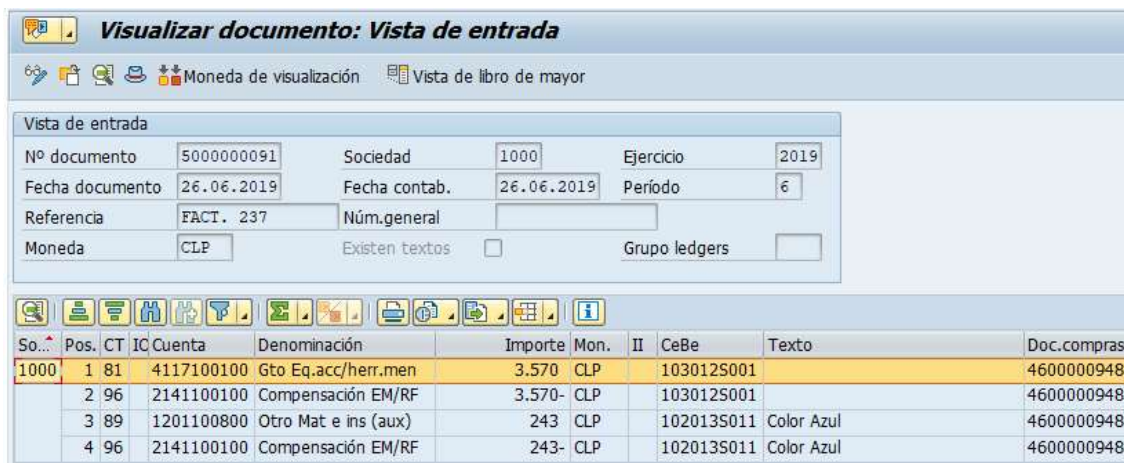 Visualizar documento: Vista de entrada
Moneda de visualización Vista de libro de mayor
Vista de entrada
Nº documento 5000000091 Sociedad 1000 Ejercicio 2019
Fecha documento 26.06.2019 Fecha contab. 26.06.2019 Período 6
Referencia FACT. 237 Núm.general
Moneda CLP Existen textos Grupo ledgers
So... Pos. CT IC Cuenta Denominación Importe Mon. II CeBe Texto Doc.compras
1000 1 81 4117100100 Gto Eq.acc/herr.men 3.570 CLP 103012S001 4600000948
2 96 2141100100 Compensación EM/RF 3.570- CLP 103012S001 4600000948
3 89 1201100800 Otro Mat e ins (aux) 243 CLP 102013S011 Color Azul 4600000948
4 96 2141100100 Compensación EM/RF 243- CLP 102013S011 Color Azul 4600000948